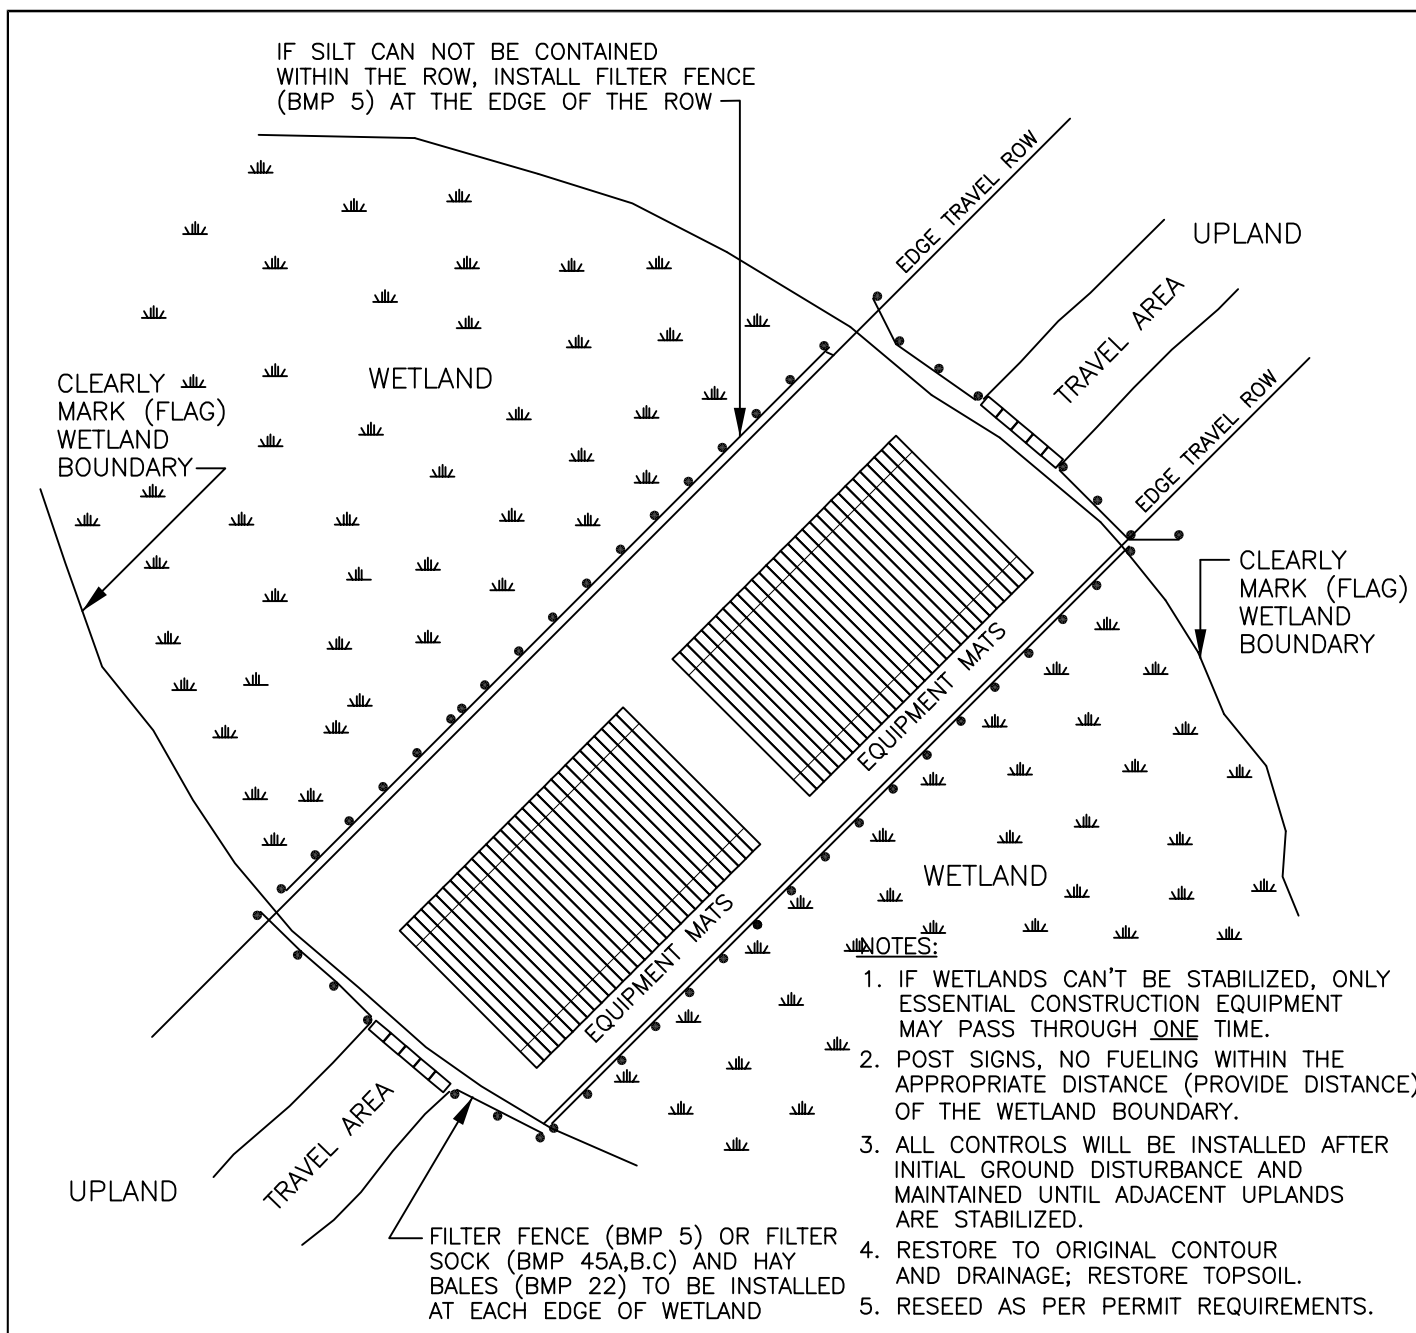 IF SILT CAN NOT BE CONTAINED
WITHIN THE ROW, INSTALL FILTER FENCE
(BMP 5) AT THE EDGE OF THE ROW
EDGE TRAVEL ROW
UPLAND
TRAVEL AREA
EDGE TRAVEL ROW
WETLAND
CLEARLY
MARK (FLAG)
WETLAND
BOUNDARY
CLEARLY
MARK (FLAG)
WETLAND
BOUNDARY
EQUIPMENT MATS
EQUIPMENT MATS
WETLAND
UPLAND
TRAVEL AREA
FILTER FENCE (BMP 5) OR FILTER
SOCK (BMP 45A,B.C) AND HAY
BALES (BMP 22) TO BE INSTALLED
AT EACH EDGE OF WETLAND
NOTES:
1. IF WETLANDS CAN'T BE STABILIZED, ONLY
ESSENTIAL CONSTRUCTION EQUIPMENT
MAY PASS THROUGH ONE TIME.
2. POST SIGNS, NO FUELING WITHIN THE
APPROPRIATE DISTANCE (PROVIDE DISTANCE)
OF THE WETLAND BOUNDARY.
3. ALL CONTROLS WILL BE INSTALLED AFTER
INITIAL GROUND DISTURBANCE AND
MAINTAINED UNTIL ADJACENT UPLANDS
ARE STABILIZED.
4. RESTORE TO ORIGINAL CONTOUR
AND DRAINAGE; RESTORE TOPSOIL.
5. RESEED AS PER PERMIT REQUIREMENTS.